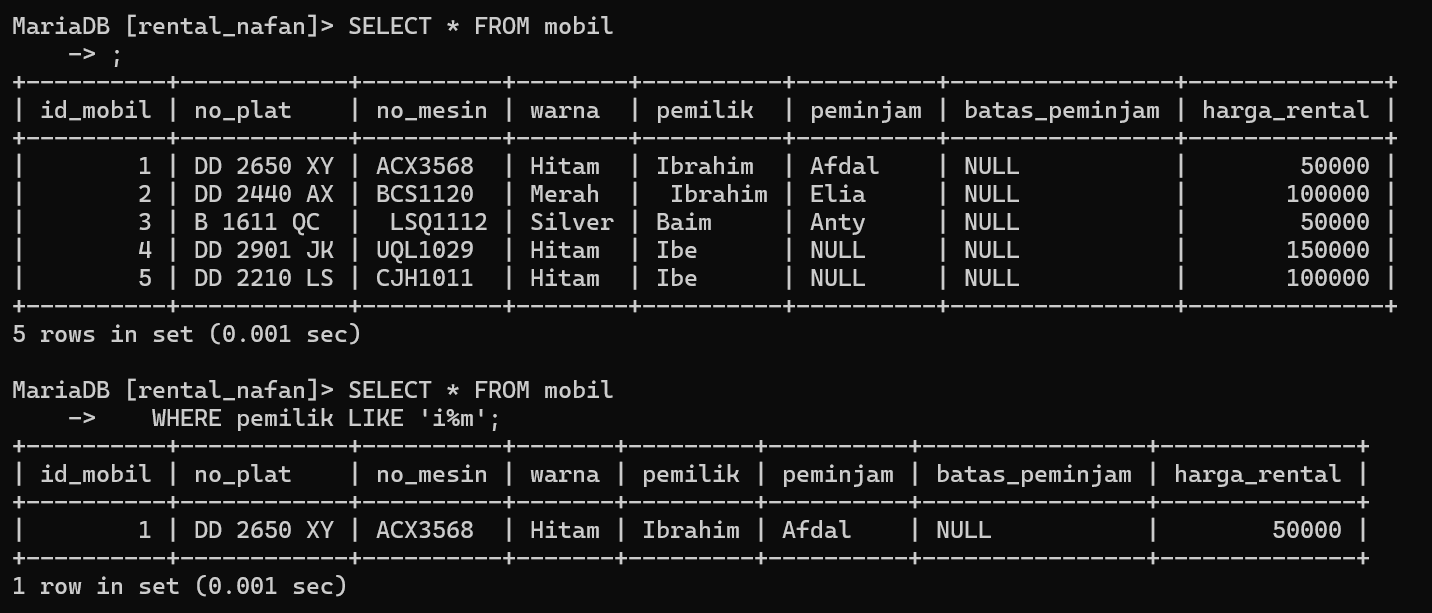 MariaDB [rental_nafan]> SELECT * FROM mobil
    -> ;
+----------+------------+----------+--------+----------+----------+----------------+--------------+
| id_mobil | no_plat    | no_mesin | warna  | pemilik  | peminjam | batas_peminjam | harga_rental |
+----------+------------+----------+--------+----------+----------+----------------+--------------+
|        1 | DD 2650 XY | ACX3568  | Hitam  | Ibrahim  | Afdal    | NULL           |        50000 |
|        2 | DD 2440 AX | BCS1120  | Merah  |  Ibrahim | Elia     | NULL           |       100000 |
|        3 | B 1611 QC  |  LSQ1112 | Silver | Baim     | Anty     | NULL           |        50000 |
|        4 | DD 2901 JK | UQL1029  | Hitam  | Ibe      | NULL     | NULL           |       150000 |
|        5 | DD 2210 LS | CJH1011  | Hitam  | Ibe      | NULL     | NULL           |       100000 |
+----------+------------+----------+--------+----------+----------+----------------+--------------+
5 rows in set (0.001 sec)

MariaDB [rental_nafan]> SELECT * FROM mobil
    ->    WHERE pemilik LIKE 'i%m';
+----------+------------+----------+-------+---------+----------+----------------+--------------+
| id_mobil | no_plat    | no_mesin | warna | pemilik | peminjam | batas_peminjam | harga_rental |
+----------+------------+----------+-------+---------+----------+----------------+--------------+
|        1 | DD 2650 XY | ACX3568  | Hitam | Ibrahim | Afdal    | NULL           |        50000 |
+----------+------------+----------+-------+---------+----------+----------------+--------------+
1 row in set (0.001 sec)